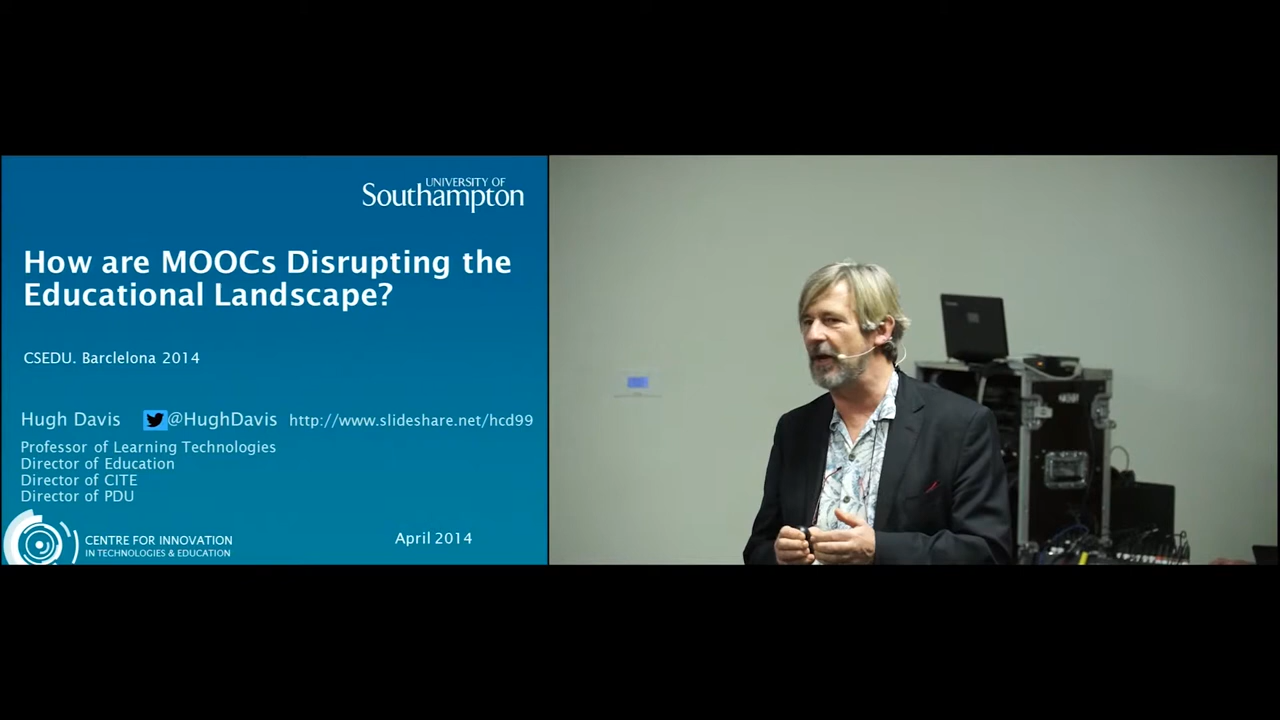 UNIVERSITY OF
Southampton
How are MOOCs Disrupting the
Educational Landscape?
CSEDU. Barclelona 2014
Hugh Davis @HughDavis http://www.slideshare.net/hcd99
Professor of Learning Technologies
Director of Education
Director of CITE
Director of PDU
CENTRE FOR INNOVATION
IN TECHNOLOGIES & EDUCATION
April 2014